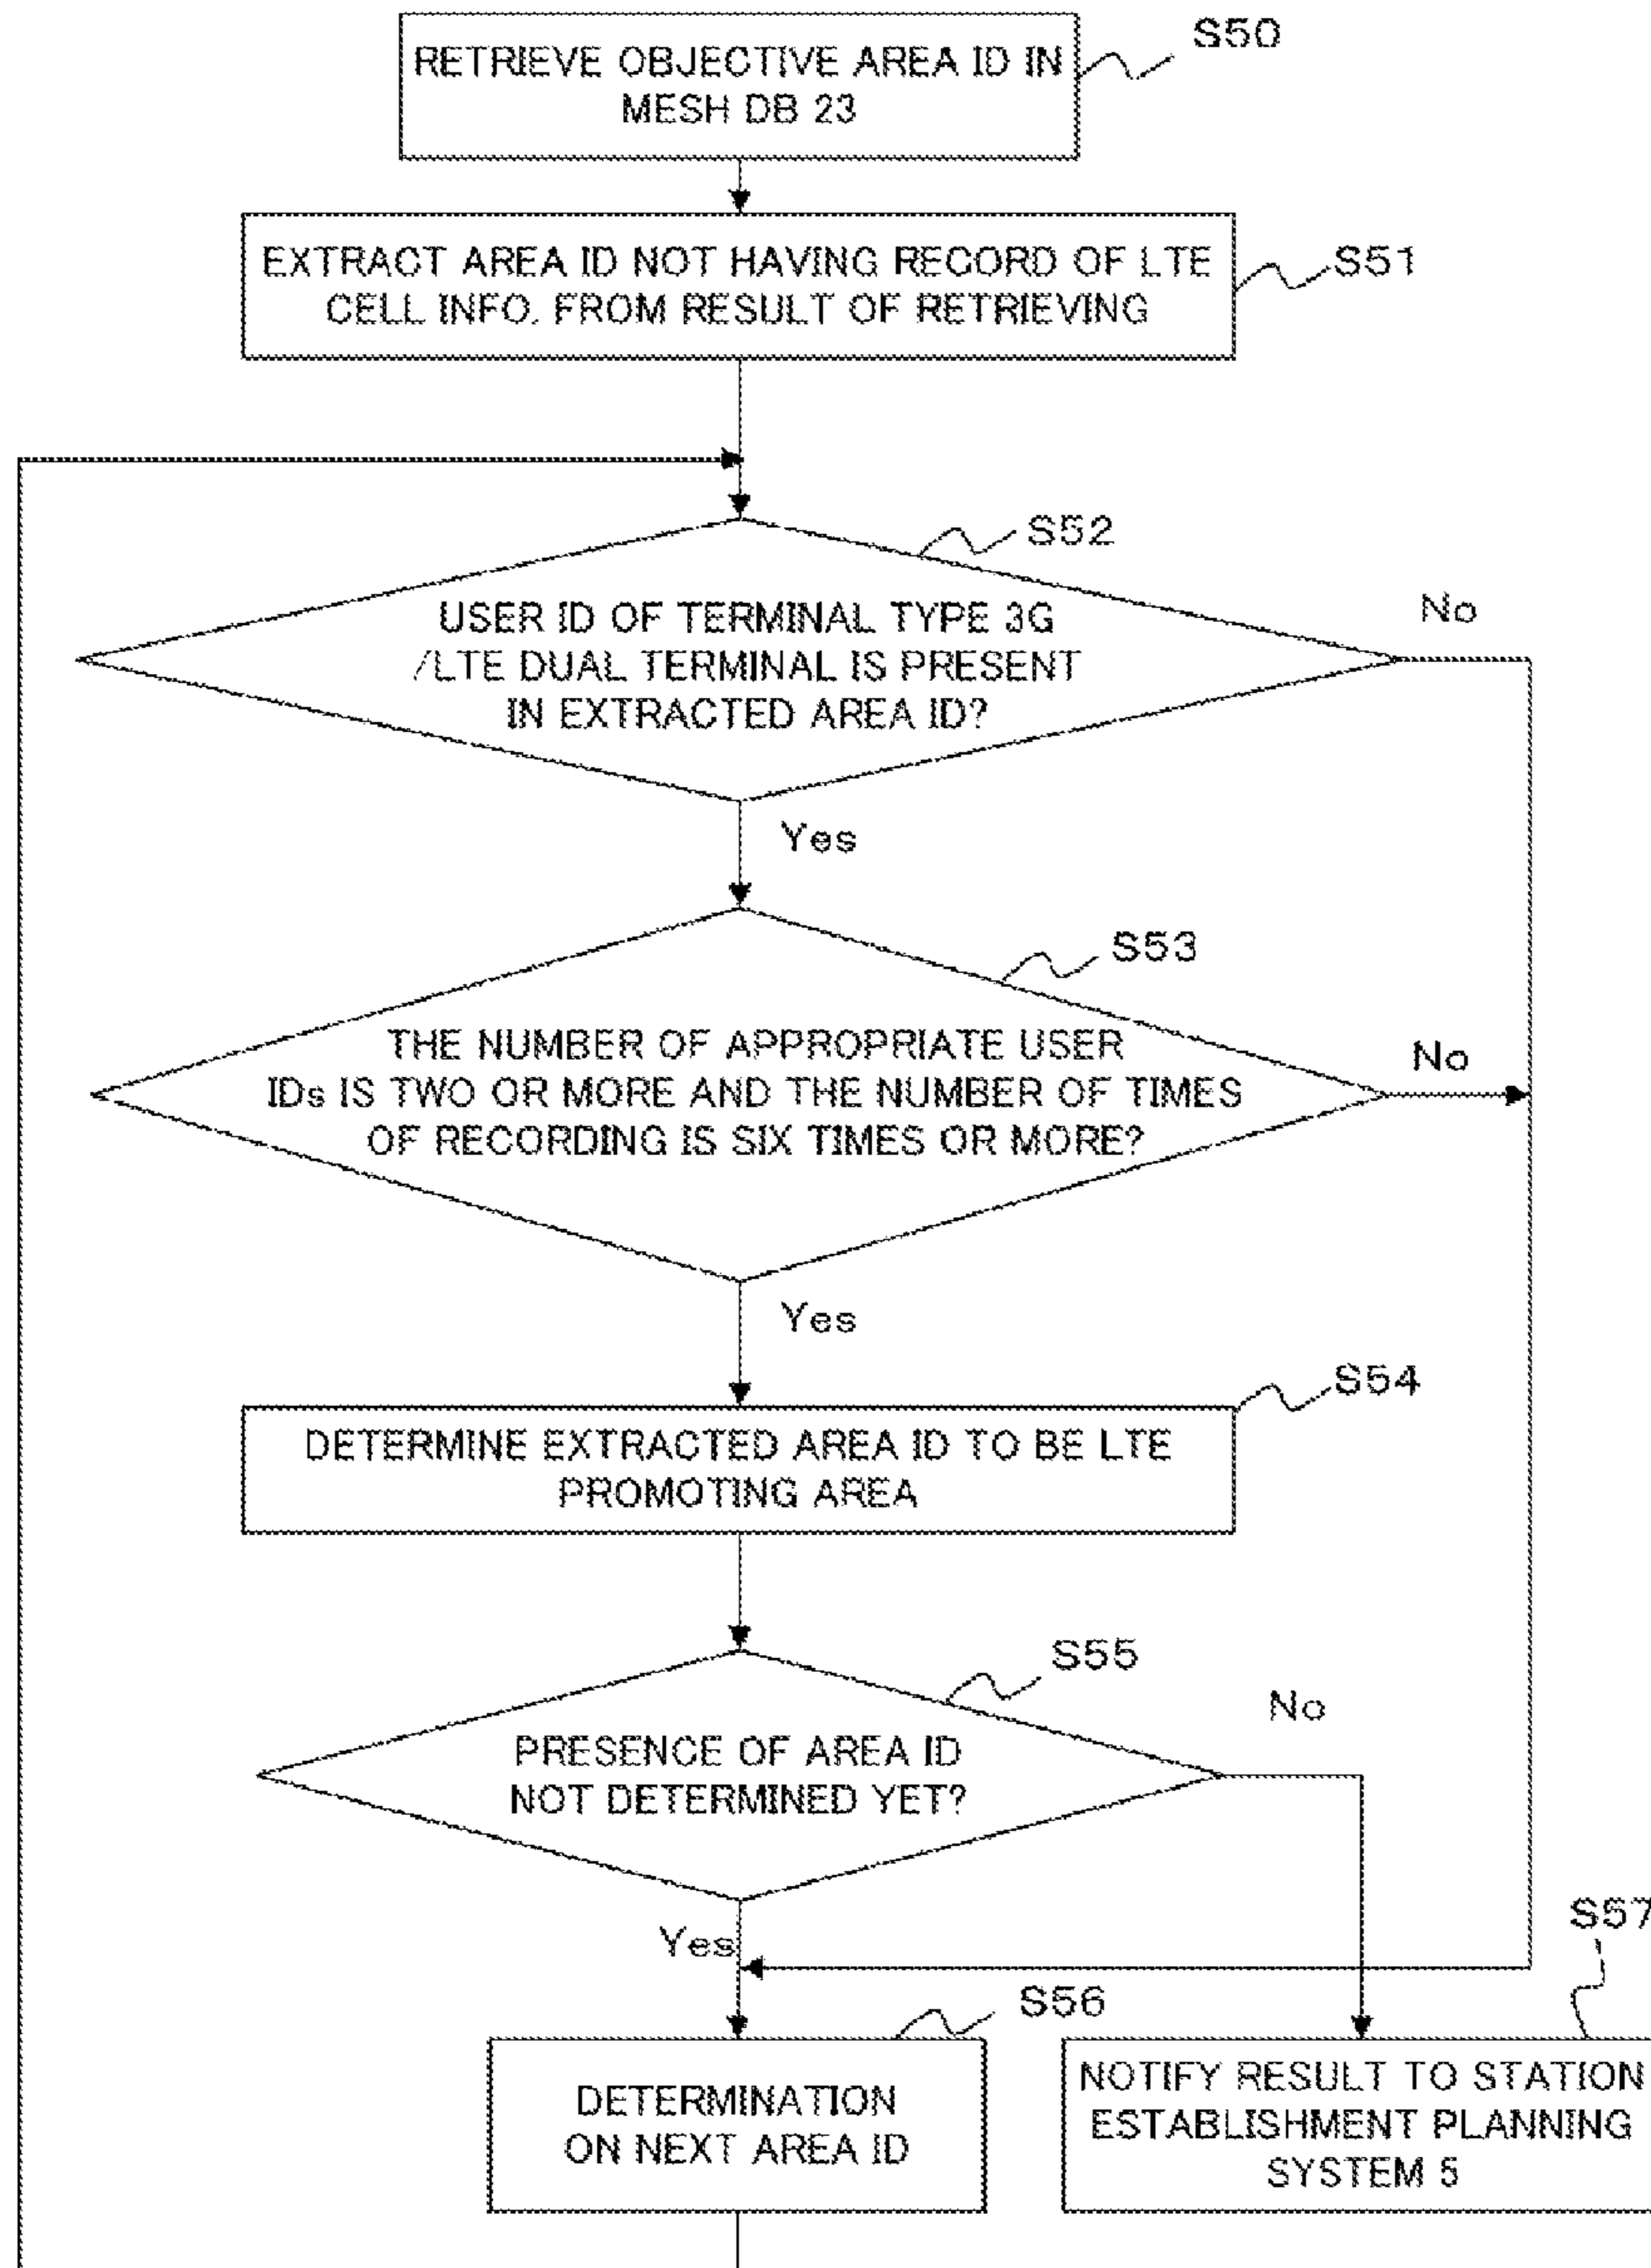 S50
RETRIEVE OBJECTIVE AREA ID IN
MESH DB 23
S51
EXTRACT AREA ID NOT HAVING RECORD OF LTE
CELL INFO. FROM RESULT OF RETRIEVING
S52
USER ID OF TERMINAL TYPE 3G
/LTE DUAL TERMINAL IS PRESENT
IN EXTRACTED AREA ID?
No
Yes
S53
THE NUMBER OF APPROPRIATE USER
IDs IS TWO OR MORE AND THE NUMBER OF TIMES
OF RECORDING IS SIX TIMES OR MORE?
No
Yes
S54
DETERMINE EXTRACTED AREA ID TO BE LTE
PROMOTING AREA
S55
PRESENCE OF AREA ID
NOT DETERMINED YET?
No
Yes
S56
DETERMINATION
ON NEXT AREA ID
S57
NOTIFY RESULT TO STATION
ESTABLISHMENT PLANNING
SYSTEM 5